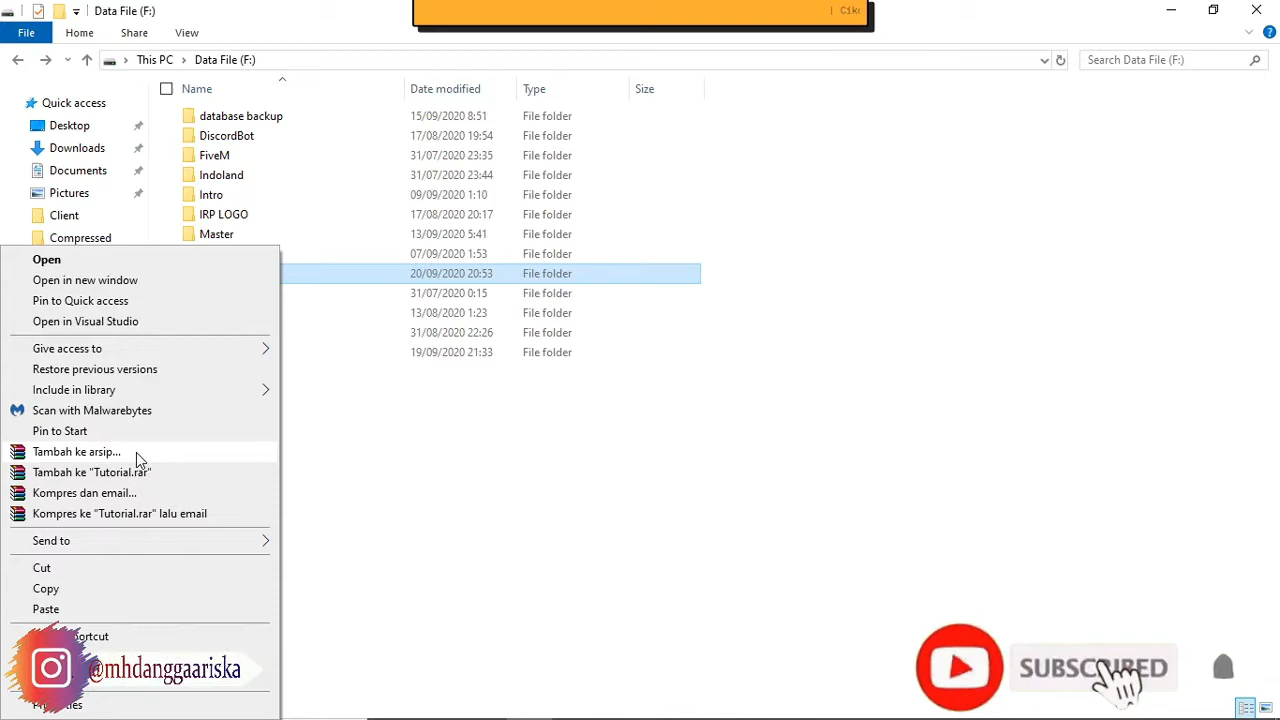 Data File (F:)
| Cik
File
Home
Share
View
This PC > Data File (F:)
Search Data File (F:)
Name
Date modified
Type
Size
Quick access
Desktop
Downloads
Documents
Pictures
Client
Compressed
database backup 15/09/2020 8:51 File folder
DiscordBot 17/08/2020 19:54 File folder
FiveM 31/07/2020 23:35 File folder
Indoland 31/07/2020 23:44 File folder
Intro 09/09/2020 1:10 File folder
IRP LOGO 17/08/2020 20:17 File folder
Master 13/09/2020 5:41 File folder
07/09/2020 1:53 File folder
20/09/2020 20:53 File folder
31/07/2020 0:15 File folder
13/08/2020 1:23 File folder
31/08/2020 22:26 File folder
19/09/2020 21:33 File folder
Open
Open in new window
Pin to Quick access
Open in Visual Studio
Give access to
Restore previous versions
Include in library
Scan with Malwarebytes
Pin to Start
Tambah ke arsip...
Tambah ke "Tutorial.rar"
Kompres dan email...
Kompres ke "Tutorial.rar" lalu email
Send to
Cut
Copy
Paste
@mhdanggaariska
SUBSCRIBED